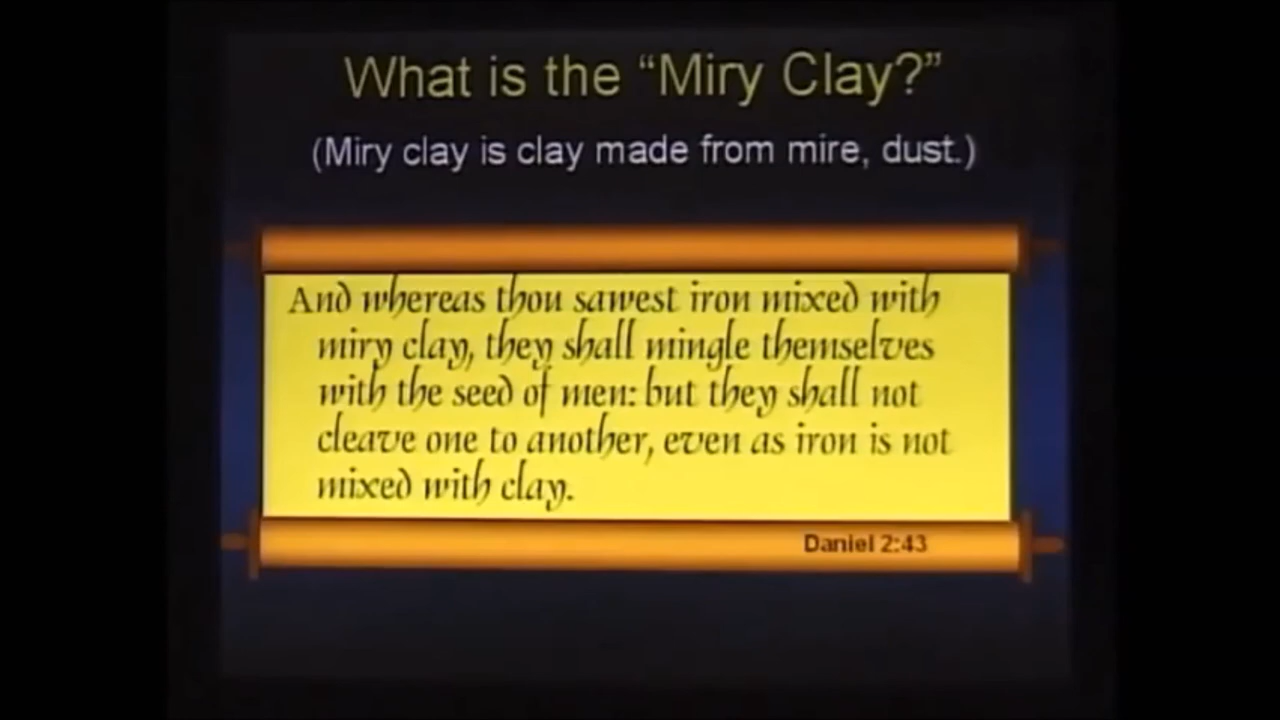 What is the “Miry Clay?”
(Miry clay is clay made from mire, dust.)
And whereas thou sawest iron mixed with
miry clay, they shall mingle themselves
with the seed of men: but they shall not
cleave one to another, even as iron is not
mixed with clay.
Daniel 2:43